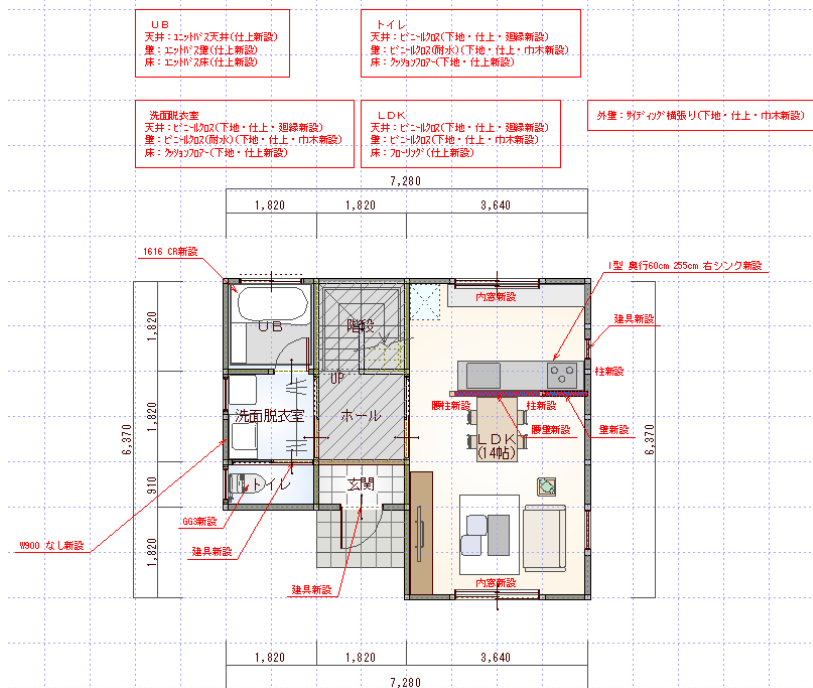 UB
天井：ユニットバス天井(仕上新設)
壁：ユニットバス壁(仕上新設)
床：ユニットバス床(仕上新設)
トイレ
天井：ビニールクロス(下地・仕上・廻縁新設)
壁：ビニールクロス(耐水)(下地・仕上・巾木新設)
床：クッションフロアー(下地・仕上新設)
洗面脱衣室
天井：ビニールクロス(下地・仕上・廻縁新設)
壁：ビニールクロス(耐水)(下地・仕上・巾木新設)
床：クッションフロアー(下地・仕上新設)
LDK
天井：ビニールクロス(下地・仕上・廻縁新設)
壁：ビニールクロス(下地・仕上・巾木新設)
床：フローリング(仕上新設)
外壁：サイディング横張り(下地・仕上・巾木新設)
7,280
1,820
1,820
3,640
1616 CR新設
I型 奥行60cm 255cm 右シンク新設
内窓新設
建具新設
UB
階段
1,820
1,820
柱新設
UP
腰柱新設
柱新設
洗面脱衣室
ホール
腰壁新設
壁新設
1,820
1,820
LDK
(14帖)
6,370
6,370
トイレ
玄関
910
910
GG3新設
W900 なし新設
建具新設
1,820
1,820
建具新設
内窓新設
1,820
1,820
3,640
7,280